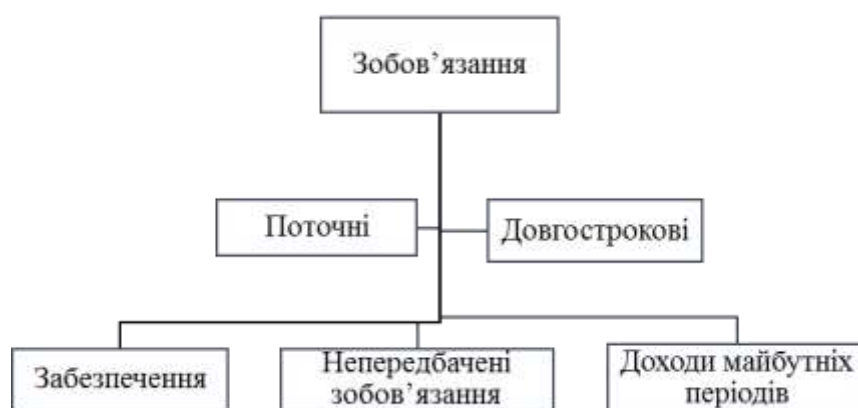 Зобов’язання
Поточні
Довгострокові
Забезпечення
Непередбачені
зобов’язання
Доходи майбутніх
періодів